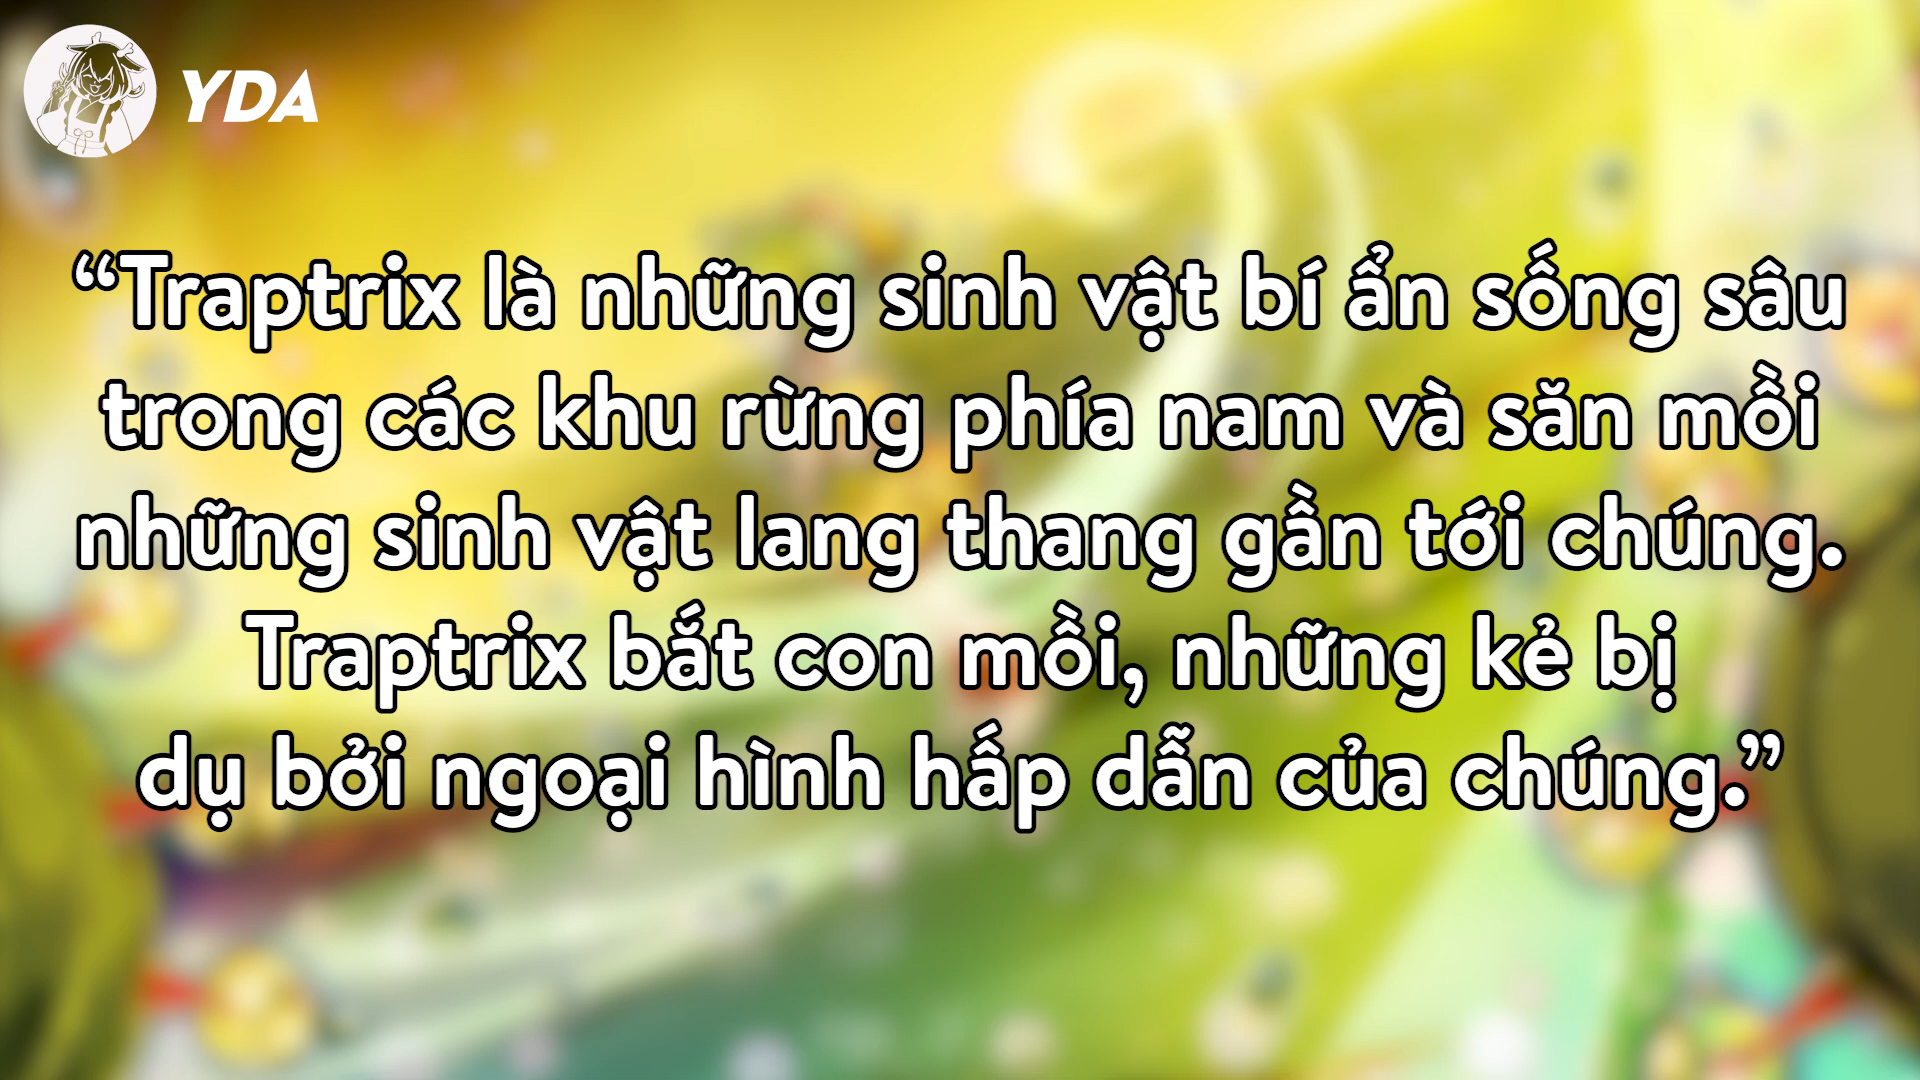 YDA
“Traptrix là những sinh vật bí ẩn sống sâu
trong các khu rừng phía nam và săn mồi
những sinh vật lang thang gần tới chúng.
Traptrix bắt con mồi, những kẻ bị
dụ bởi ngoại hình hấp dẫn của chúng.”